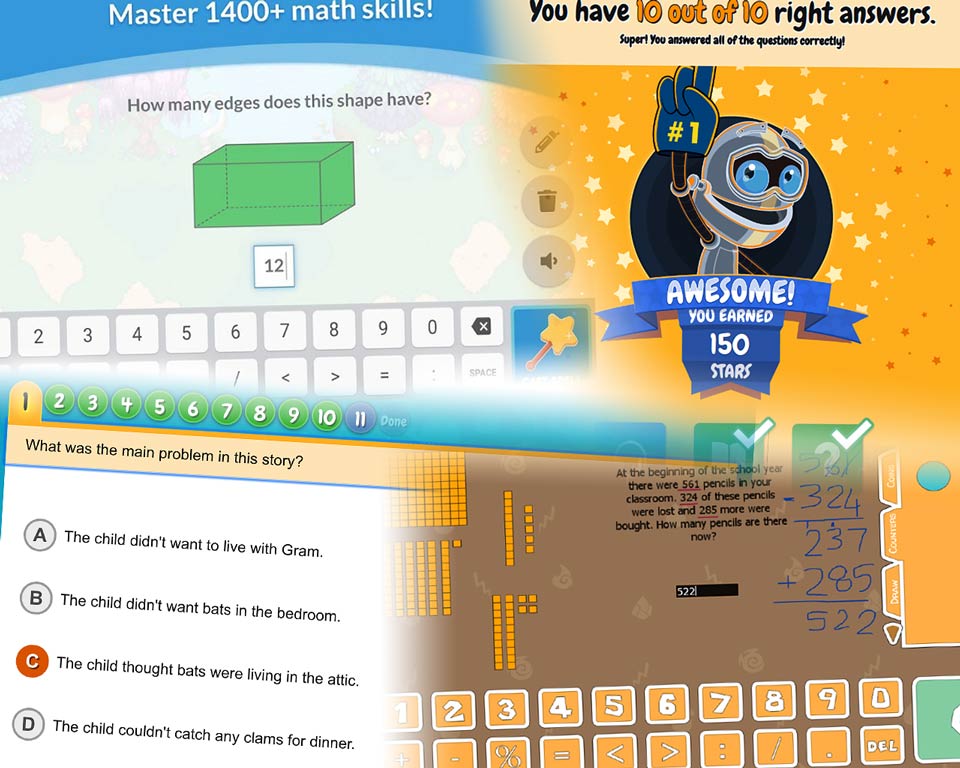 Master 1400+ math skills!
How many edges does this shape have?
12
2 3 4 5 6 7 8 9 0
/ < > = : SPACE
You have 10 out of 10 right answers.
Super! You answered all of the questions correctly!
#1
AWESOME!
YOU EARNED
150
STARS
1 2 3 4 5 6 7 8 9 10 11 Done
What was the main problem in this story?
A The child didn't want to live with Gram.
B The child didn't want bats in the bedroom.
C The child thought bats were living in the attic.
D The child couldn't catch any clams for dinner.
At the beginning of the school year
there were 561 pencils in your
classroom. 324 of these pencils
were lost and 285 more were
bought. How many pencils are there
now?
522
- 324
237
+ 285
522
COINS
COUNTERS
DRAW
1 2 3 4 5 6 7 8 9 0
+ - % = < > : / . DEL